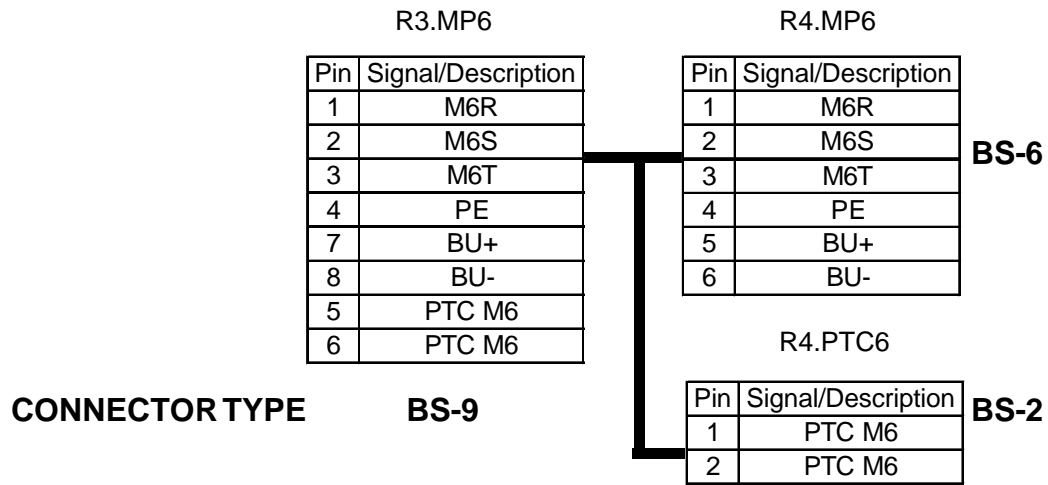 R3.MP6
Pin Signal/Description
1 M6R
2 M6S
3 M6T
4 PE
7 BU+
8 BU-
5 PTC M6
6 PTC M6
R4.MP6
Pin Signal/Description
1 M6R
2 M6S
3 M6T
4 PE
5 BU+
6 BU-
BS-6
R4.PTC6
Pin Signal/Description
1 PTC M6
2 PTC M6
BS-2
CONNECTOR TYPE BS-9